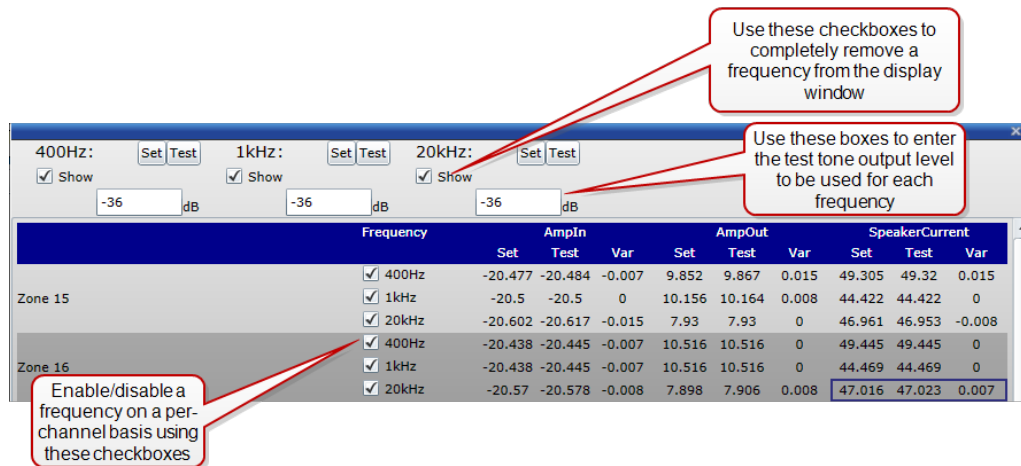 Use these checkboxes to
completely remove a
frequency from the display
window
400Hz: Set Test 1kHz: Set Test 20kHz: Set Test
Show Show Show
-36 dB -36 dB -36 dB
Use these boxes to enter
the test tone output level
to be used for each
frequency
Frequency AmpIn AmpOut SpeakerCurrent
Set Test Var Set Test Var Set Test Var
400Hz -20.477 -20.484 -0.007 9.852 9.867 0.015 49.305 49.32 0.015
Zone 15 1kHz -20.5 -20.5 0 10.156 10.164 0.008 44.422 44.422 0
20kHz -20.602 -20.617 -0.015 7.93 7.93 0 46.961 46.953 -0.008
400Hz -20.438 -20.445 -0.007 10.516 10.516 0 49.445 49.445 0
Zone 16 1kHz -20.438 -20.445 -0.007 10.516 10.516 0 44.469 44.469 0
20kHz -20.57 -20.578 -0.008 7.898 7.906 0.008 47.016 47.023 0.007
Enable/disable a
frequency on a per-
channel basis using
these checkboxes